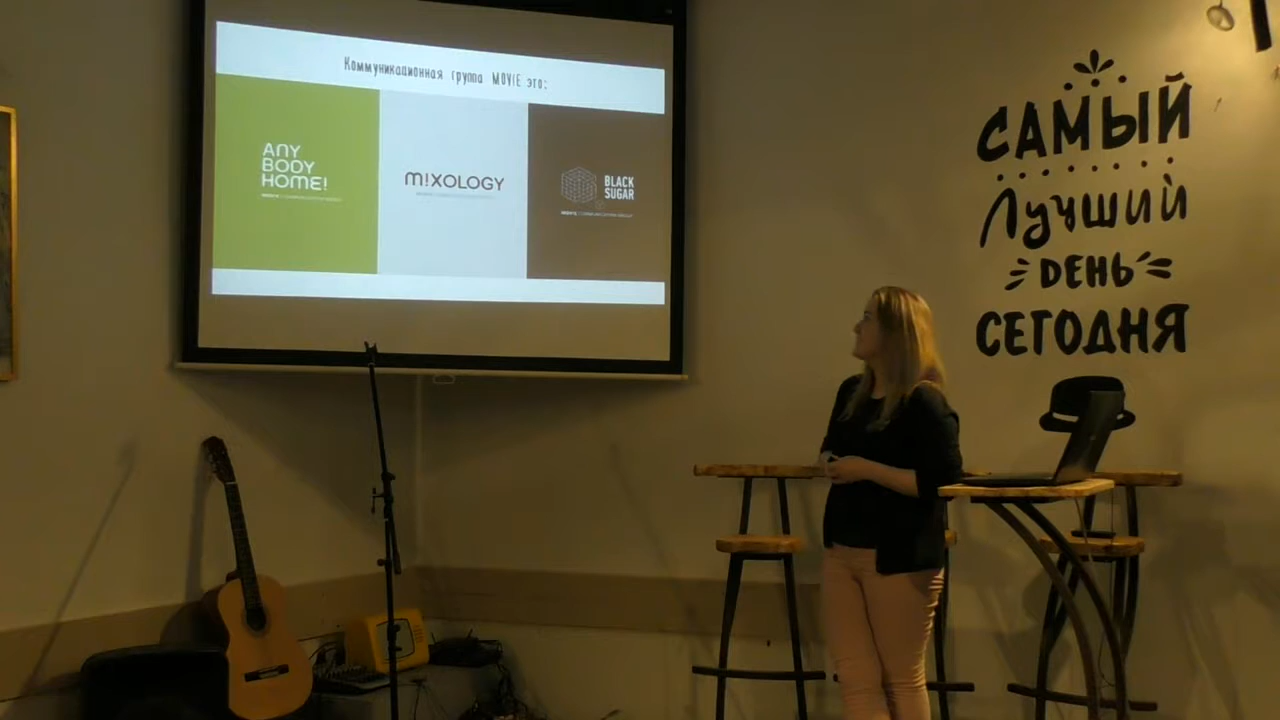 Коммуникационная группа MOVIE это:
ANY
BODY
HOME!
M!XOLOGY
BLACK
SUGAR
САМЫЙ
Лучший
ДЕНЬ
СЕГОДНЯ